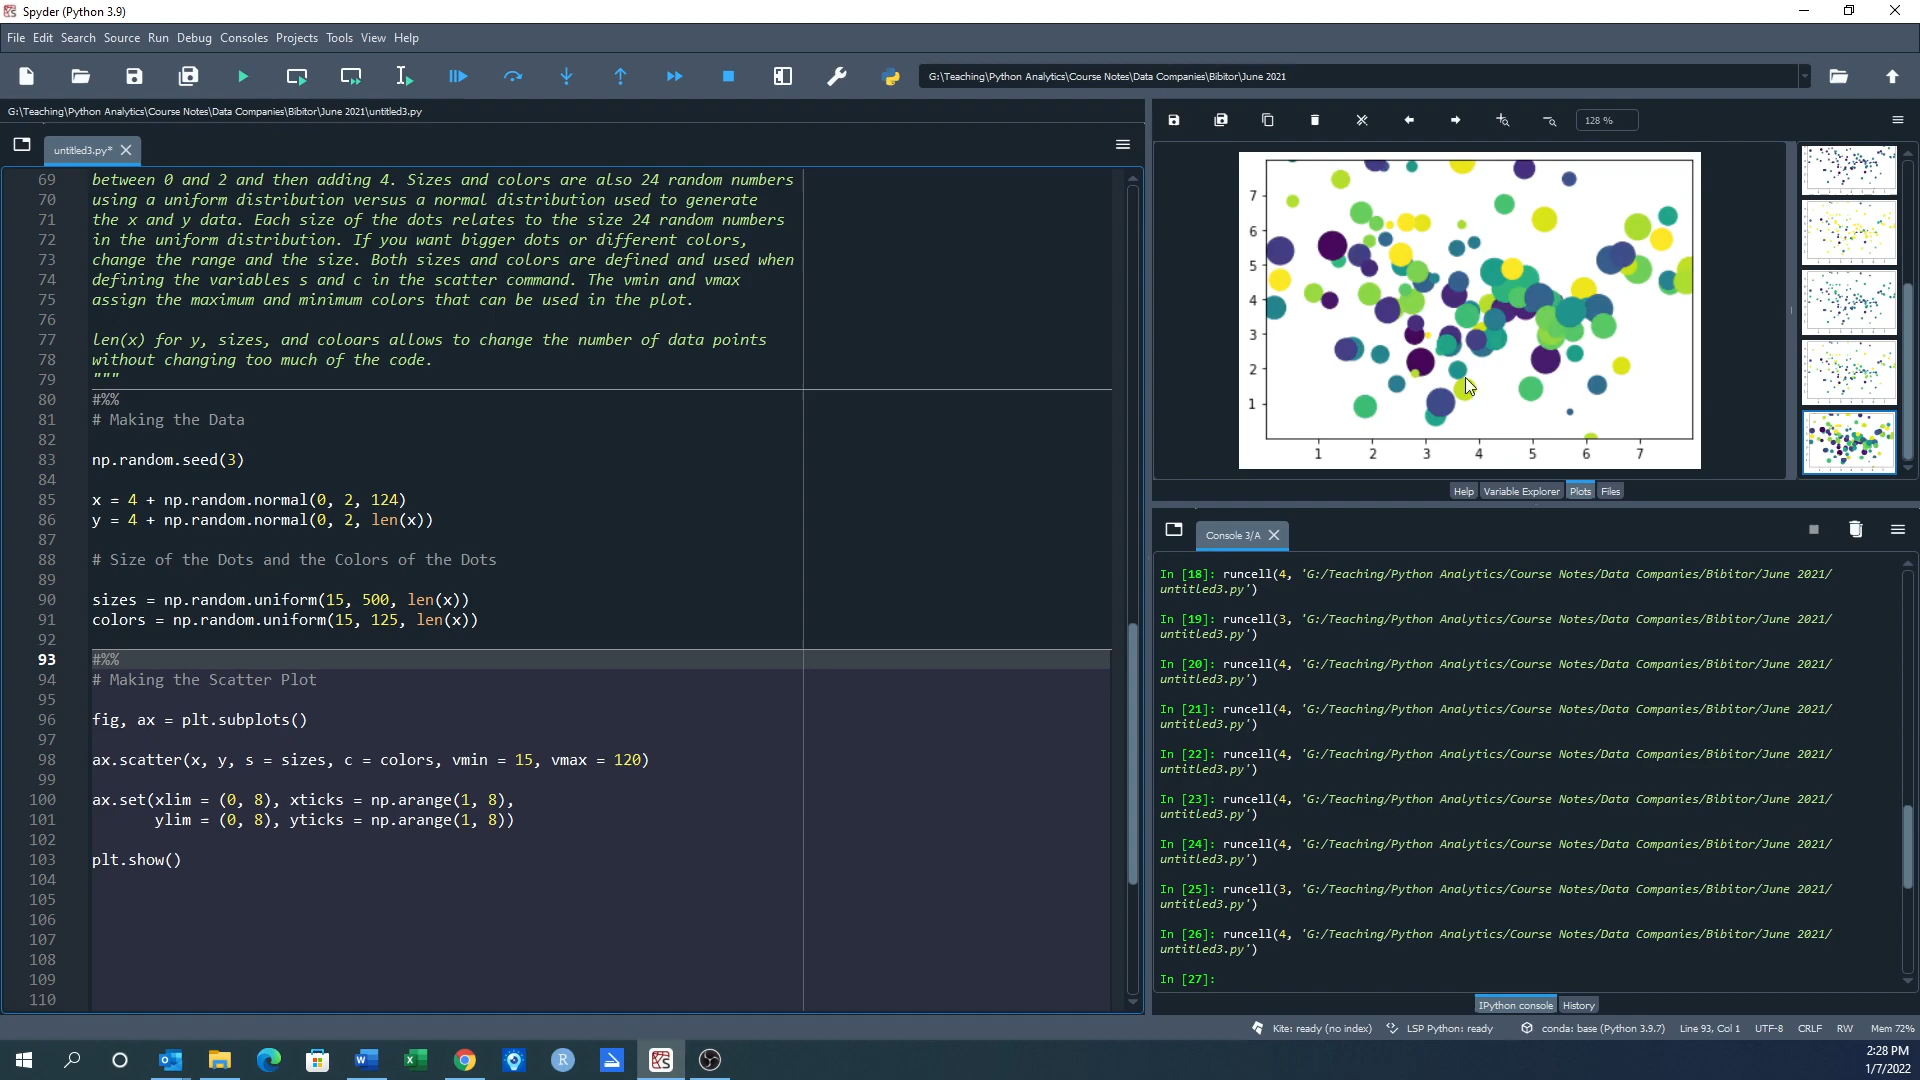 Spyder (Python 3.9)
File Edit Search Source Run Debug Consoles Projects Tools View Help
G:\Teaching\Python Analytics\Course Notes\Data Companies\Bibitor\June 2021
G:\Teaching\Python Analytics\Course Notes\Data Companies\Bibitor\June 2021\untitled3.py
untitled3.py*
69 between 0 and 2 and then adding 4. Sizes and colors are also 24 random numbers
70 using a uniform distribution versus a normal distribution used to generate
71 the x and y data. Each size of the dots relates to the size 24 random numbers
72 in the uniform distribution. If you want bigger dots or different colors,
73 change the range and the size. Both sizes and colors are defined and used when
74 defining the variables s and c in the scatter command. The vmin and vmax
75 assign the maximum and minimum colors that can be used in the plot.
76
77 len(x) for y, sizes, and coloars allows to change the number of data points
78 without changing too much of the code.
79 """
80 #%%
81 # Making the Data
82
83 np.random.seed(3)
84
85 x = 4 + np.random.normal(0, 2, 124)
86 y = 4 + np.random.normal(0, 2, len(x))
87
88 # Size of the Dots and the Colors of the Dots
89
90 sizes = np.random.uniform(15, 500, len(x))
91 colors = np.random.uniform(15, 125, len(x))
92
93 #%%
94 # Making the Scatter Plot
95
96 fig, ax = plt.subplots()
97
98 ax.scatter(x, y, s = sizes, c = colors, vmin = 15, vmax = 120)
99
100 ax.set(xlim = (0, 8), xticks = np.arange(1, 8),
101 ylim = (0, 8), yticks = np.arange(1, 8))
102
103 plt.show()
104
105
106
107
108
109
110
128 %
7
6
5
4
3
2
1
1 2 3 4 5 6 7
Help Variable Explorer Plots Files
Console 3/A
In [18]: runcell(4, 'G:/Teaching/Python Analytics/Course Notes/Data Companies/Bibitor/June 2021/
untitled3.py')
In [19]: runcell(3, 'G:/Teaching/Python Analytics/Course Notes/Data Companies/Bibitor/June 2021/
untitled3.py')
In [20]: runcell(4, 'G:/Teaching/Python Analytics/Course Notes/Data Companies/Bibitor/June 2021/
untitled3.py')
In [21]: runcell(4, 'G:/Teaching/Python Analytics/Course Notes/Data Companies/Bibitor/June 2021/
untitled3.py')
In [22]: runcell(4, 'G:/Teaching/Python Analytics/Course Notes/Data Companies/Bibitor/June 2021/
untitled3.py')
In [23]: runcell(4, 'G:/Teaching/Python Analytics/Course Notes/Data Companies/Bibitor/June 2021/
untitled3.py')
In [24]: runcell(4, 'G:/Teaching/Python Analytics/Course Notes/Data Companies/Bibitor/June 2021/
untitled3.py')
In [25]: runcell(3, 'G:/Teaching/Python Analytics/Course Notes/Data Companies/Bibitor/June 2021/
untitled3.py')
In [26]: runcell(4, 'G:/Teaching/Python Analytics/Course Notes/Data Companies/Bibitor/June 2021/
untitled3.py')
In [27]:
IPython console History
Kite: ready (no index) LSP Python: ready conda: base (Python 3.9.7) Line 93, Col 1 UTF-8 CRLF RW Mem 72%
2:28 PM
1/7/2022